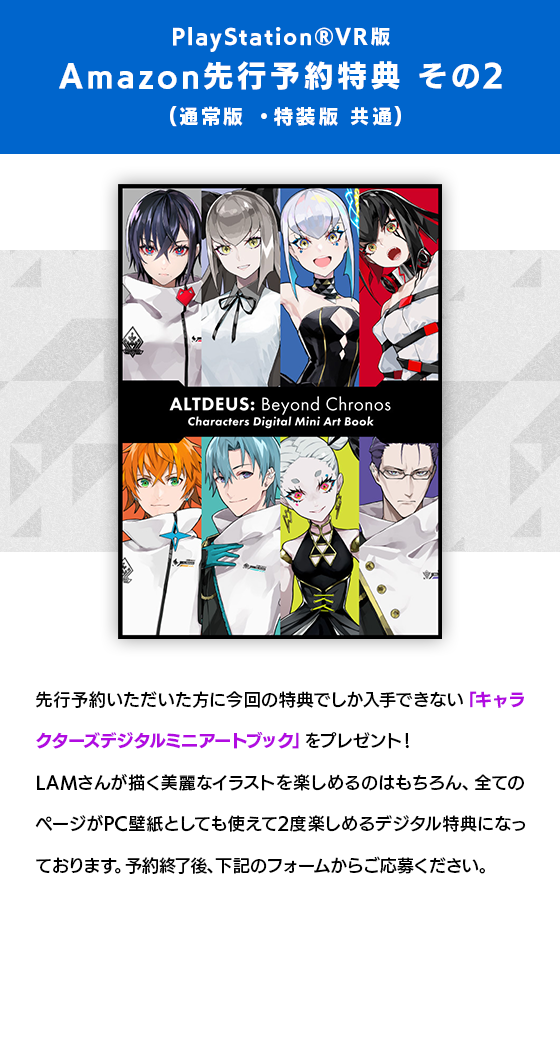 PlayStation®VR版
Amazon先行予約特典 その2
(通常版 ・特装版 共通)
ALTDEUS: Beyond Chronos
Characters Digital Mini Art Book
先行予約いただいた方に今回の特典でしか入手できない「キャラ
クターズデジタルミニアートブック」をプレゼント！
LAMさんが描く美麗なイラストを楽しめるのはもちろん、全ての
ページがPC壁紙としても使えて2度楽しめるデジタル特典になっ
ております。予約終了後、下記のフォームからご応募ください。